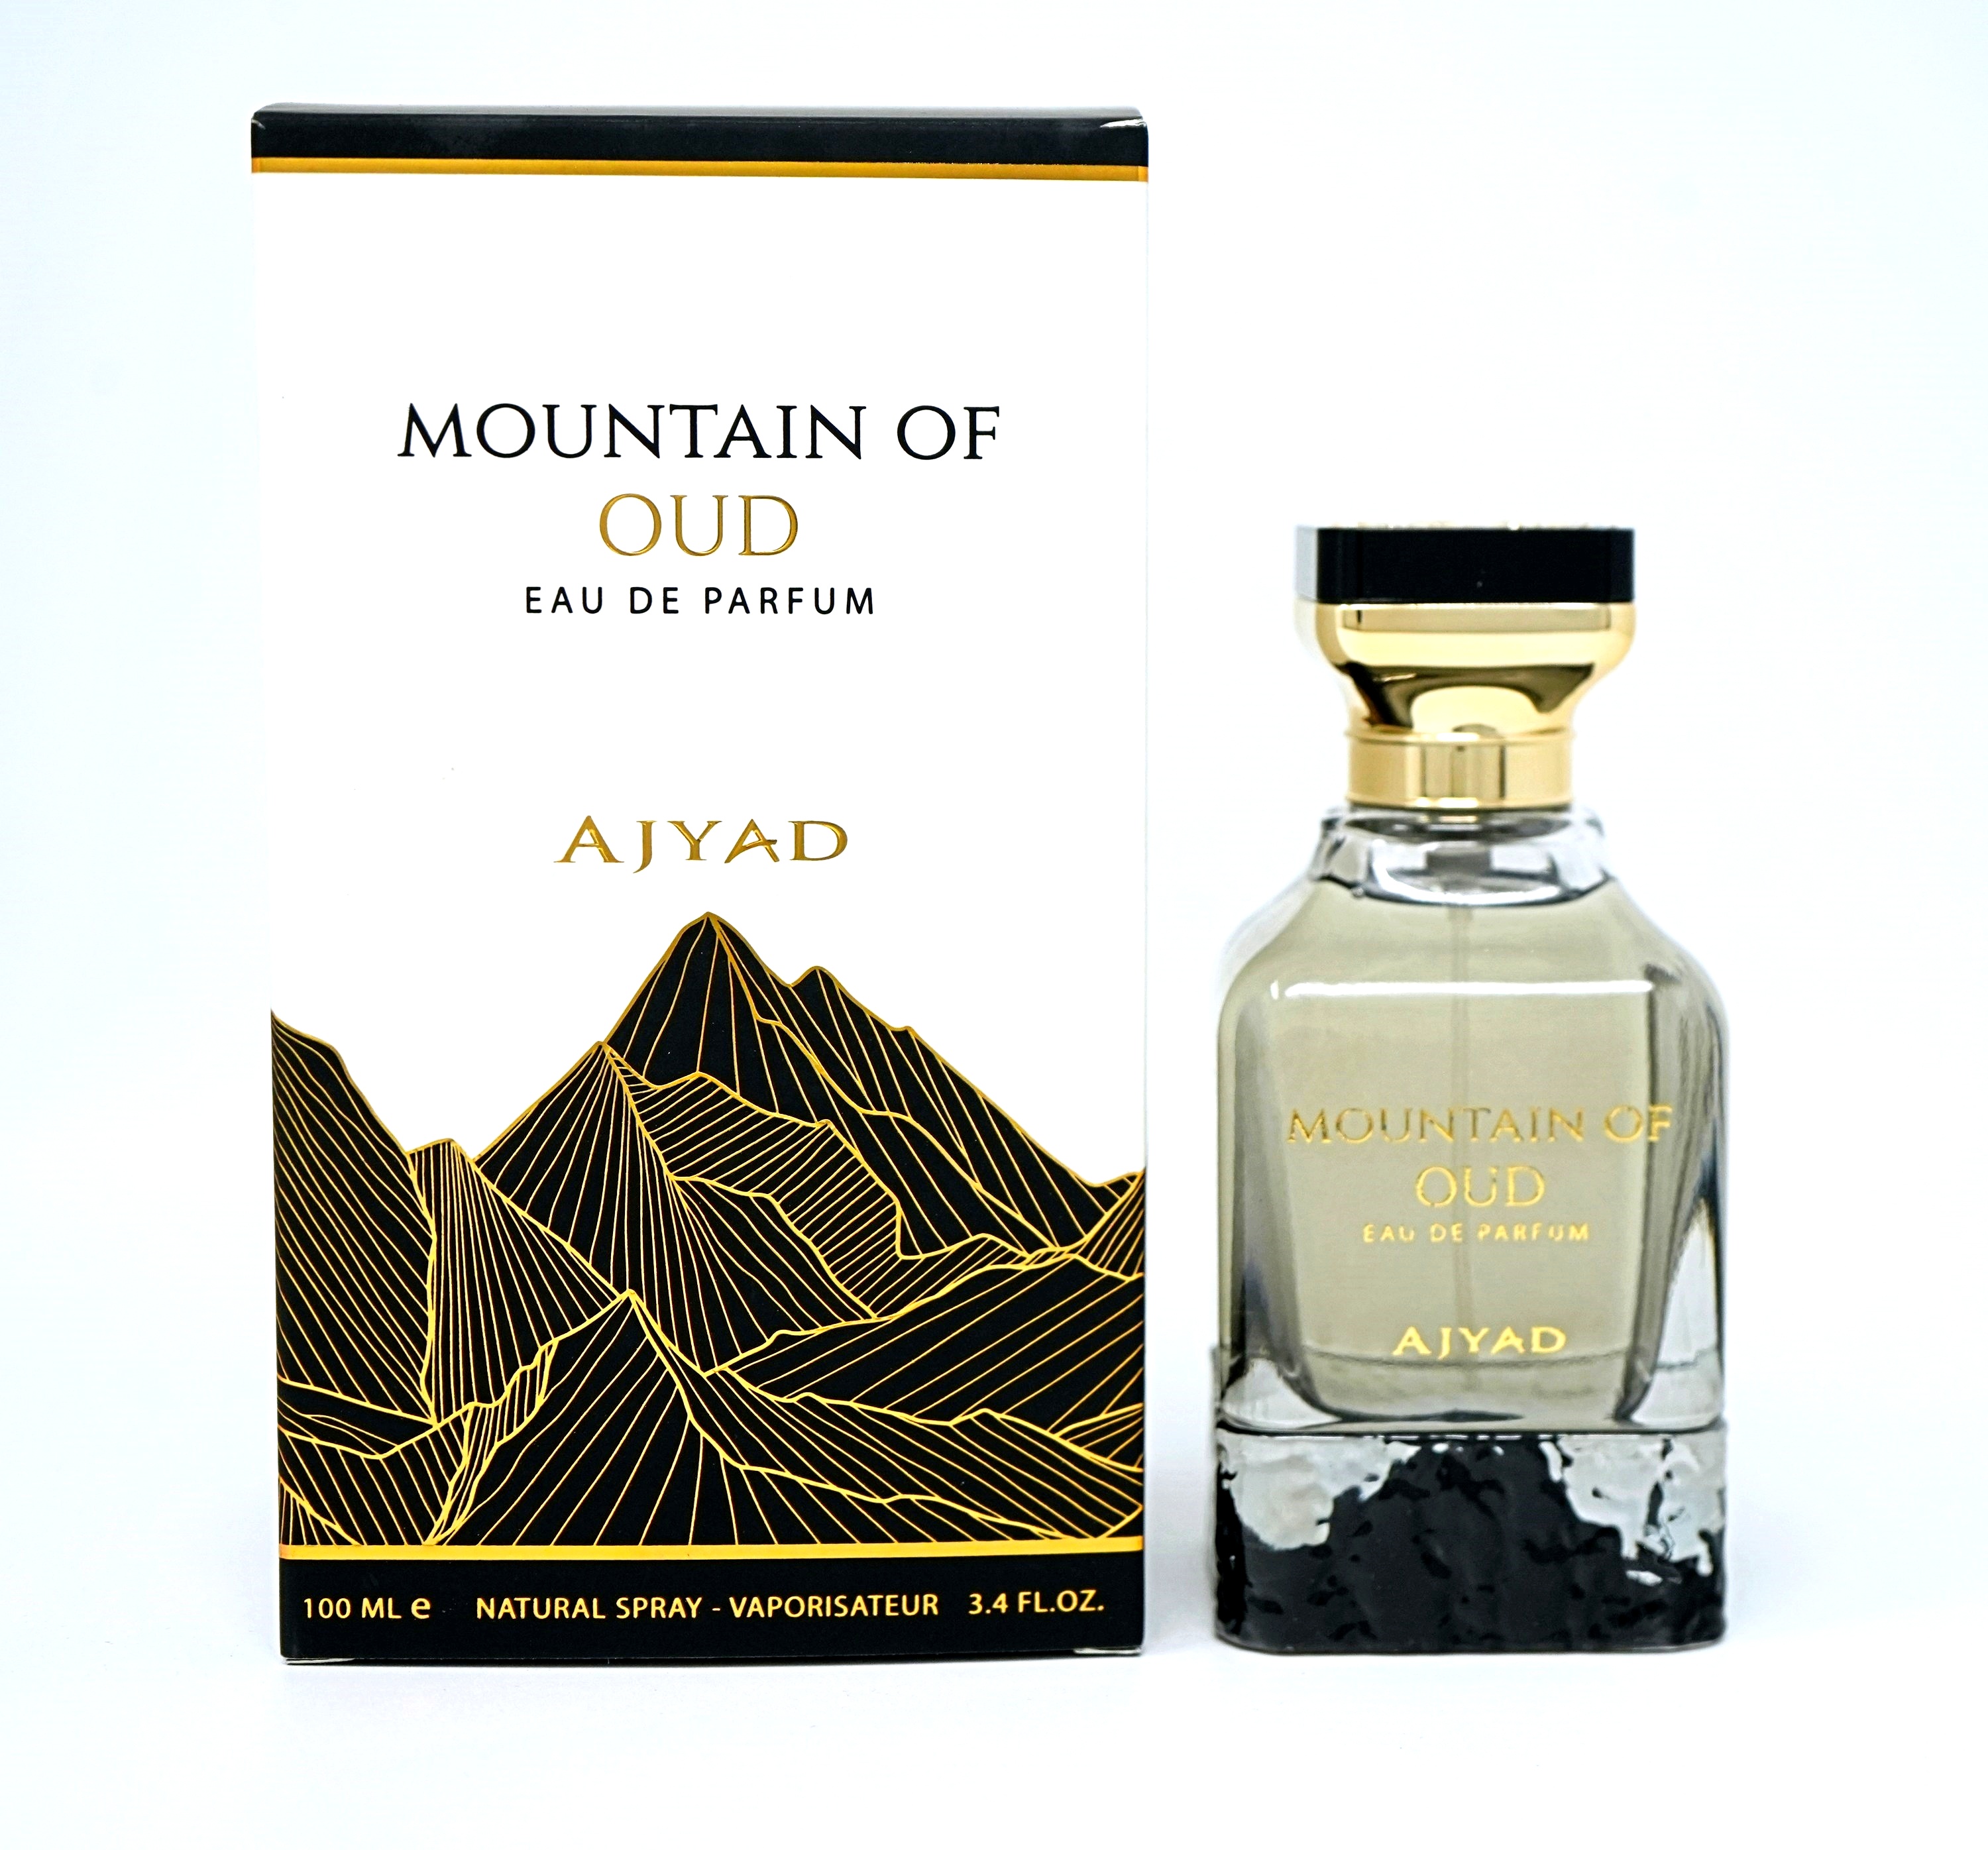 MOUNTAIN OF
OUD
EAU DE PARFUM
AJYAD
100 ML e NATURAL SPRAY - VAPORISATEUR 3.4 FL.OZ.
MOUNTAIN OF
OUD
EAU DE PARFUM
AJYAD